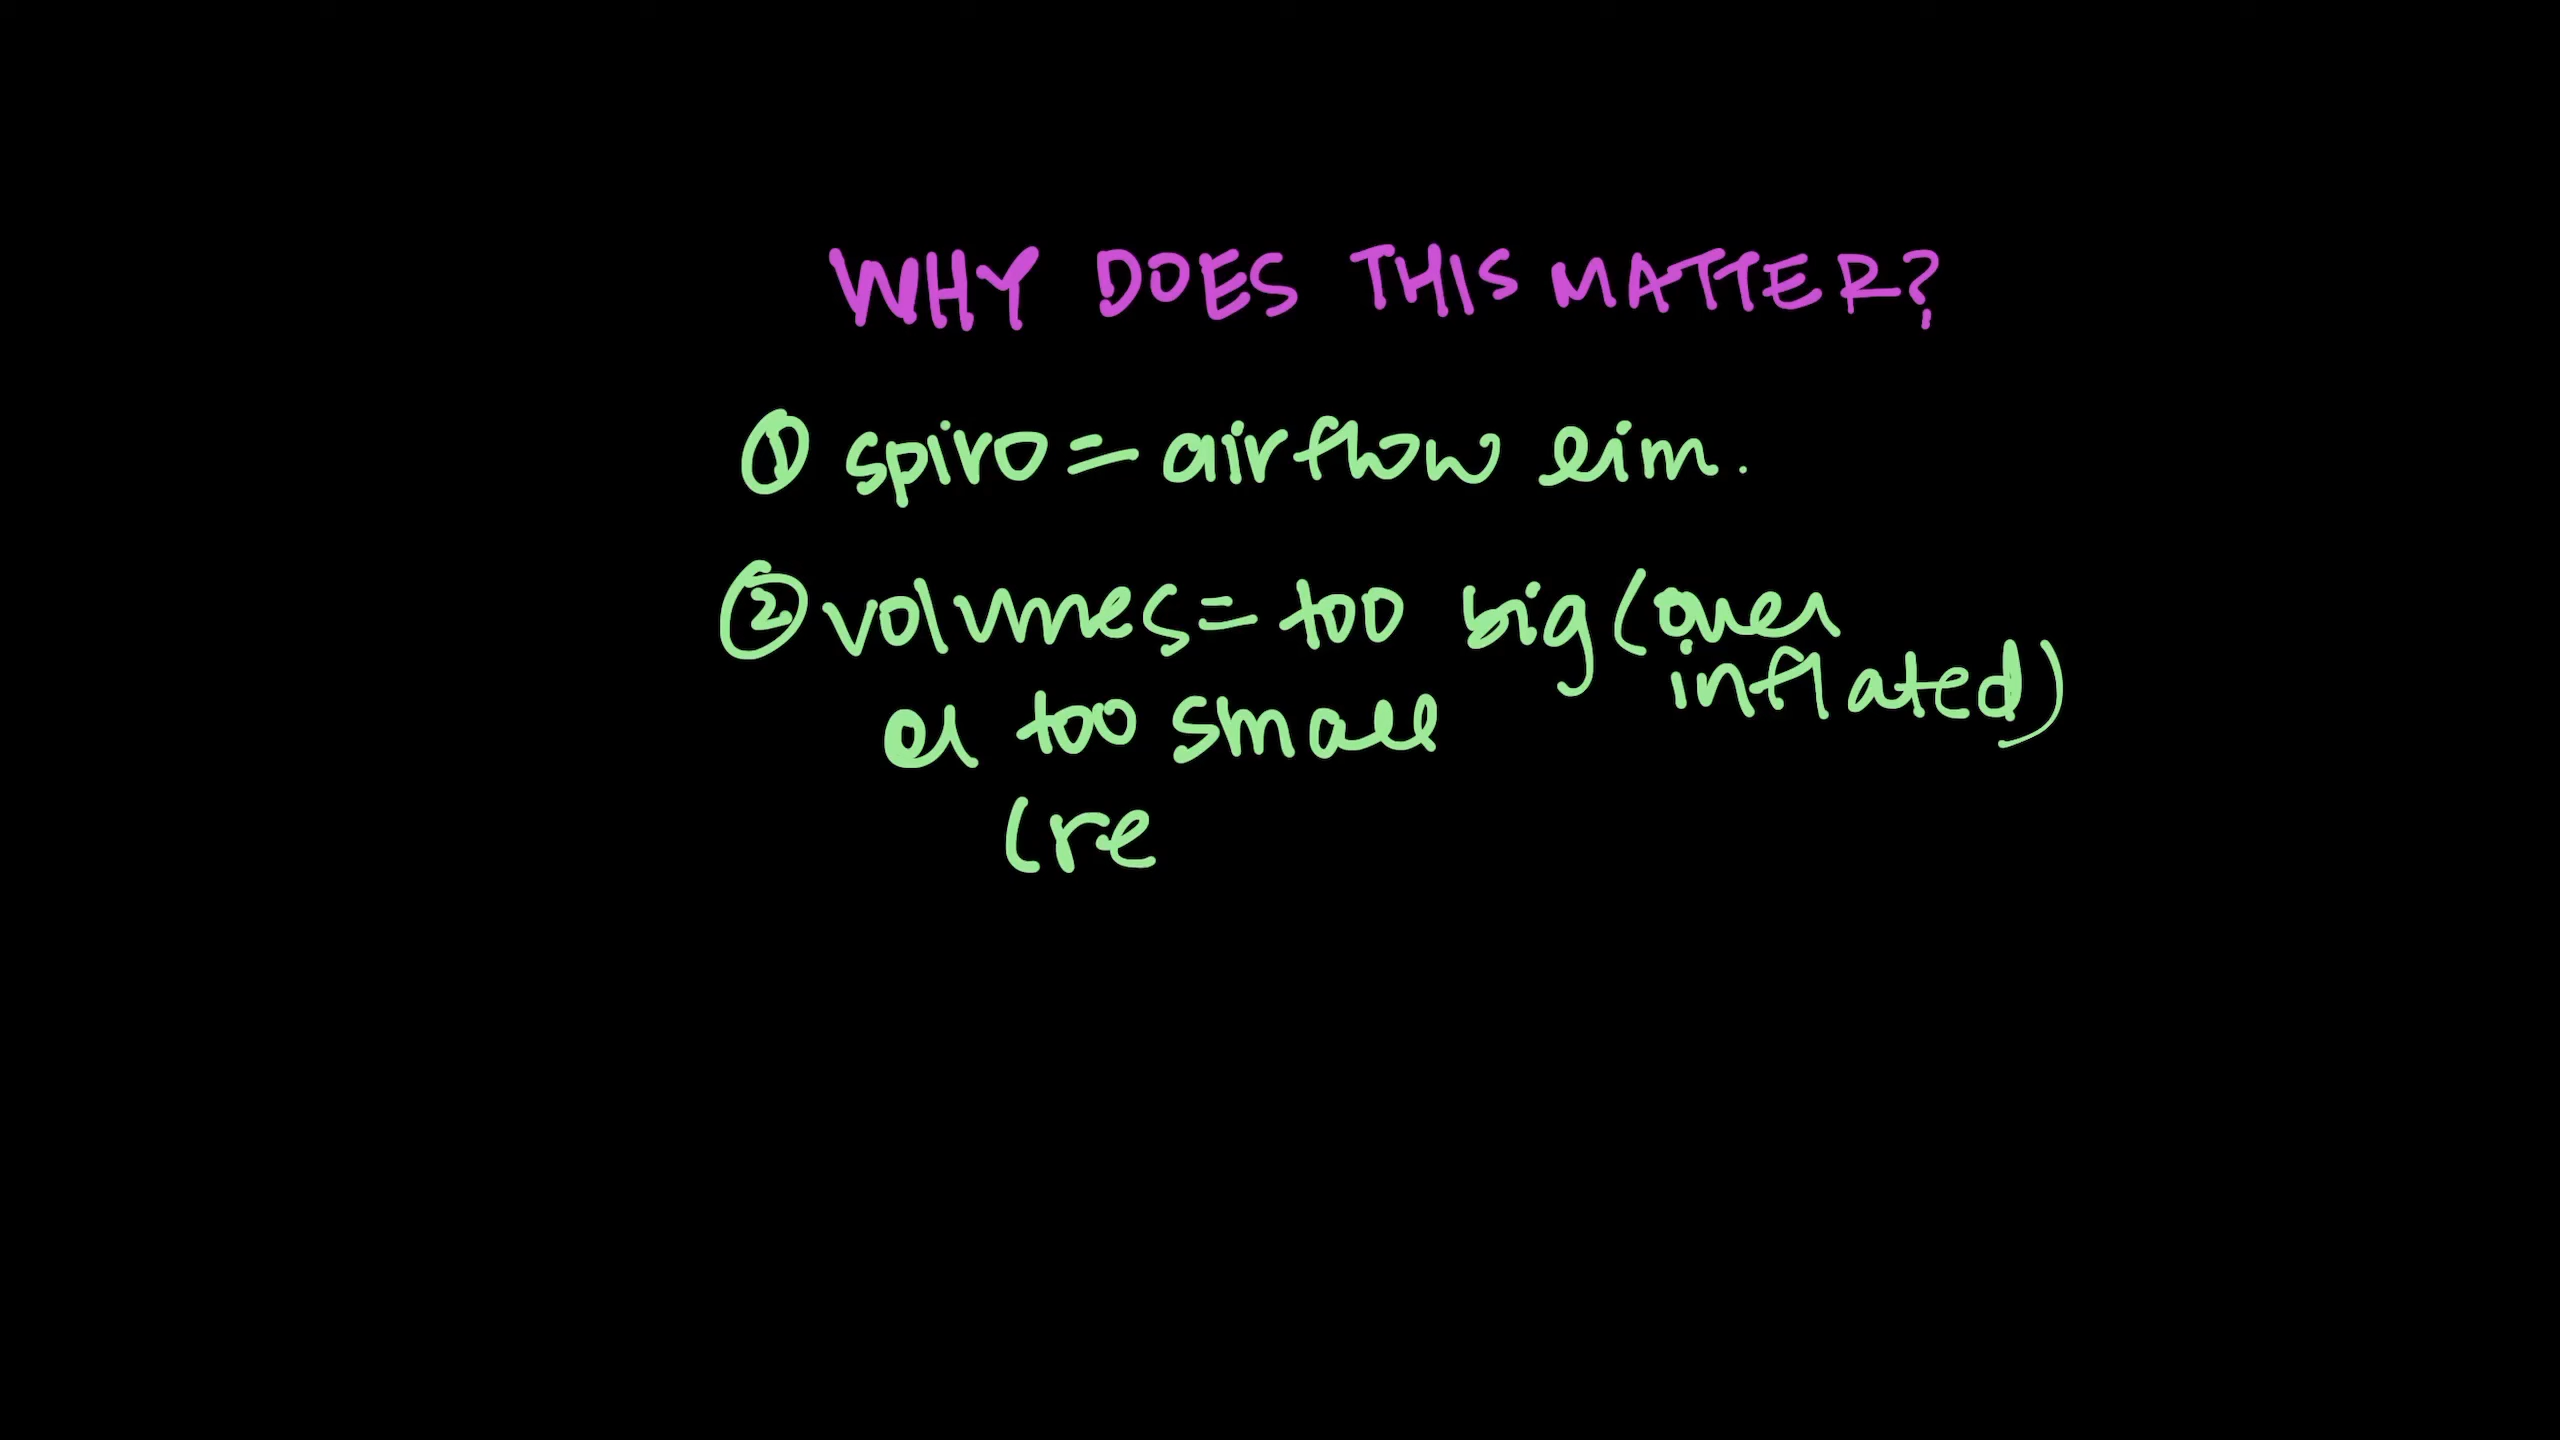 WHY DOES THIS MATTER?
① spiro = airflow lim.
② volumes = too big (over
inflated)
or too small
(re